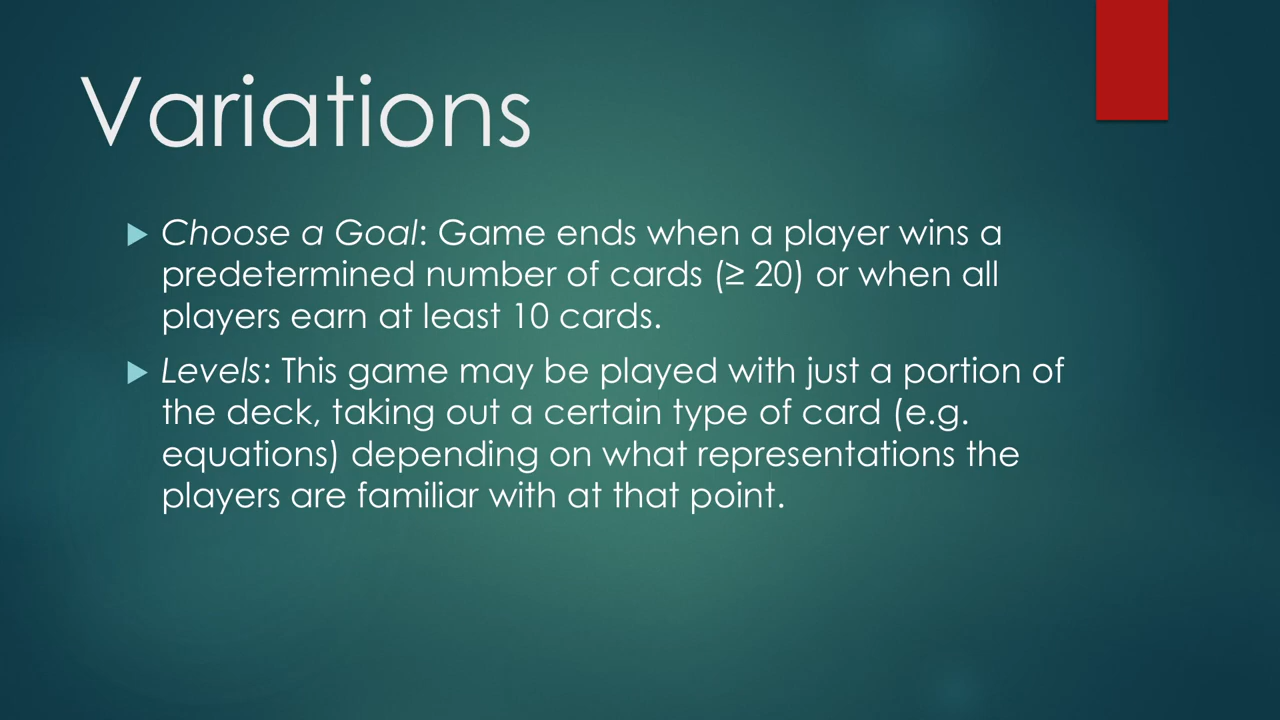 Variations
Choose a Goal: Game ends when a player wins a
predetermined number of cards (≥ 20) or when all
players earn at least 10 cards.
Levels: This game may be played with just a portion of
the deck, taking out a certain type of card (e.g.
equations) depending on what representations the
players are familiar with at that point.